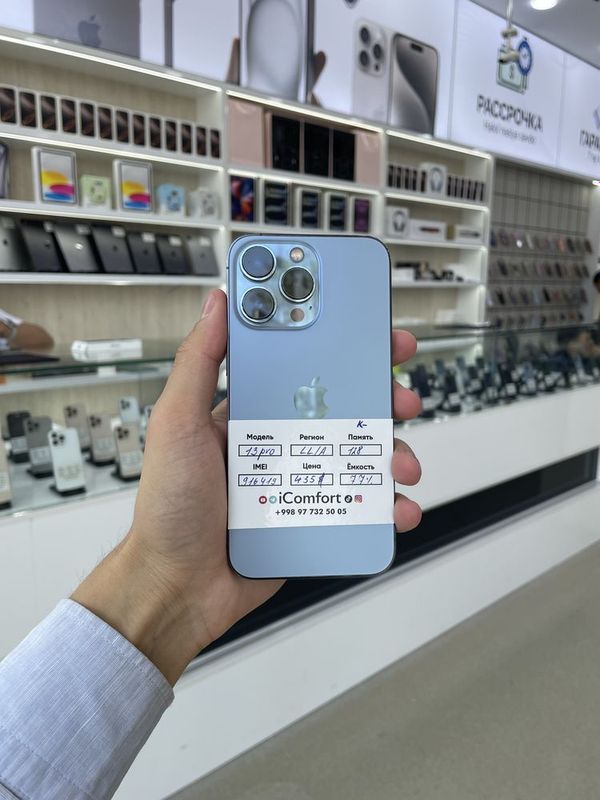 РАССРОЧКА
K-
Модель Регион Память
13 pro LL/A 128
IMEI Цена Ёмкость
916419 435$ 77%
iComfort
+998 97 732 50 05